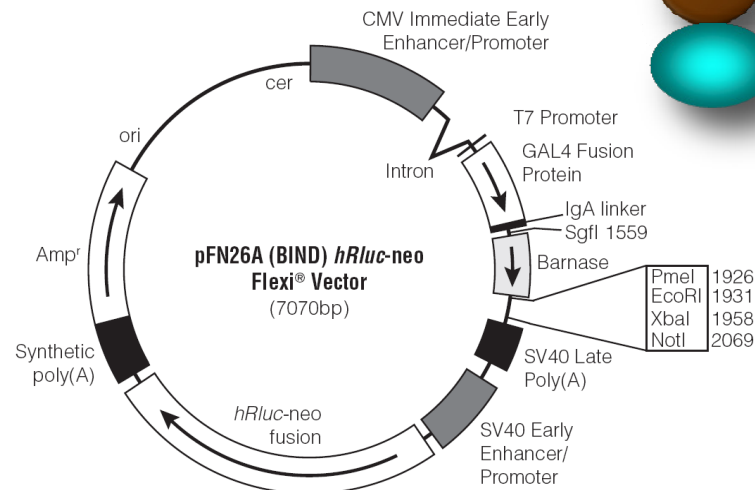 CMV Immediate Early
Enhancer/Promoter
cer
T7 Promoter
ori
GAL4 Fusion
Protein
Intron
IgA linker
SgfI 1559
Ampr
pFN26A (BIND) hRluc-neo
Flexi® Vector
(7070bp)
Barnase
PmeI 1926
EcoRI 1931
XbaI 1958
NotI 2069
Synthetic
poly(A)
SV40 Late
Poly(A)
hRluc-neo
fusion
SV40 Early
Enhancer/
Promoter